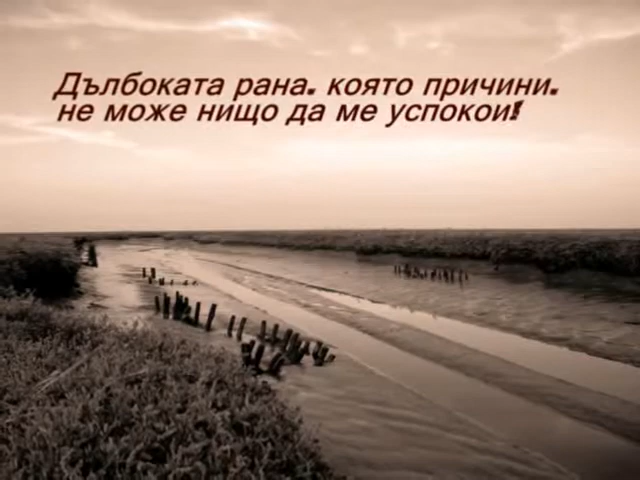 Дълбоката рана. която причини.
не може нищо да ме успокои!